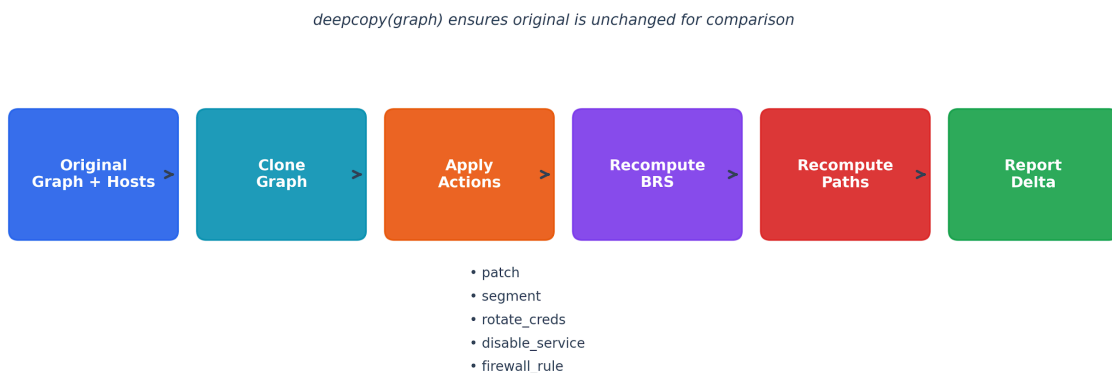 deepcopy(graph) ensures original is unchanged for comparison
Original
Graph + Hosts
Clone
Graph
Apply
Actions
Recompute
BRS
Recompute
Paths
Report
Delta
• patch
• segment
• rotate_creds
• disable_service
• firewall_rule